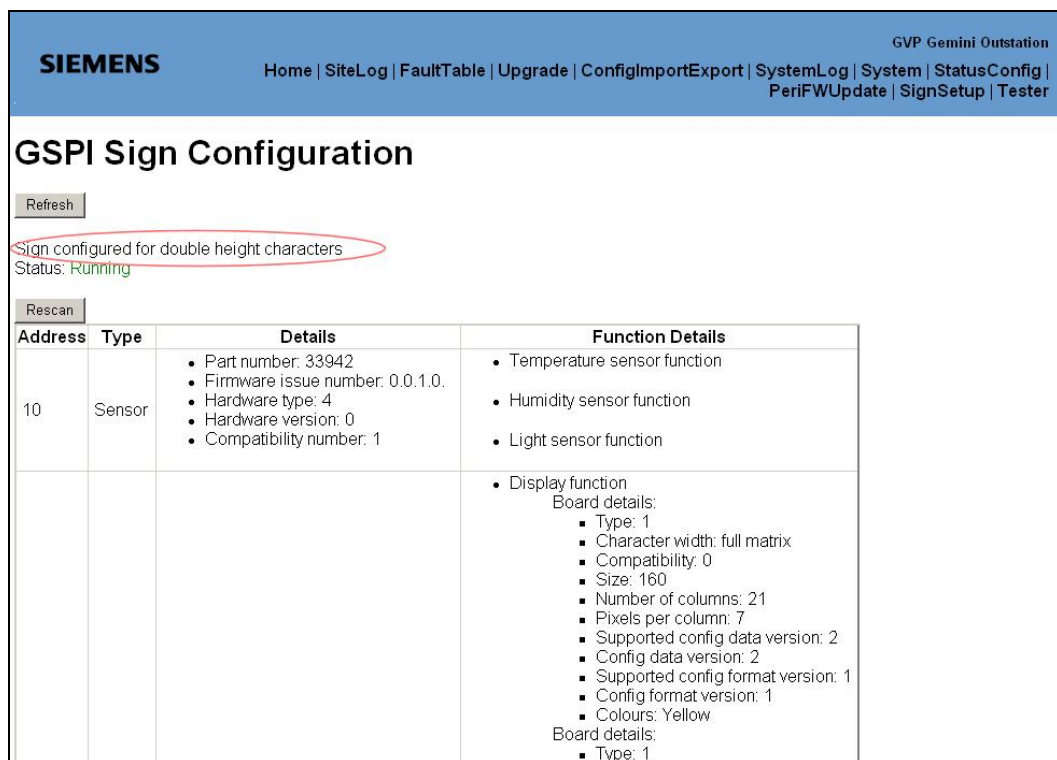 GVP Gemini Outstation
SIEMENS
Home | SiteLog | FaultTable | Upgrade | ConfigImportExport | SystemLog | System | StatusConfig |
PeriFWUpdate | SignSetup | Tester
GSPI Sign Configuration
Refresh
Sign configured for double height characters
Status: Running
Rescan
Address Type Details Function Details
10 Sensor
• Part number: 33942
• Firmware issue number: 0.0.1.0.
• Hardware type: 4
• Hardware version: 0
• Compatibility number: 1
• Temperature sensor function
• Humidity sensor function
• Light sensor function
• Display function
Board details:
▪ Type: 1
▪ Character width: full matrix
▪ Compatibility: 0
▪ Size: 160
▪ Number of columns: 21
▪ Pixels per column: 7
▪ Supported config data version: 2
▪ Config data version: 2
▪ Supported config format version: 1
▪ Config format version: 1
▪ Colours: Yellow
Board details:
▪ Type: 1